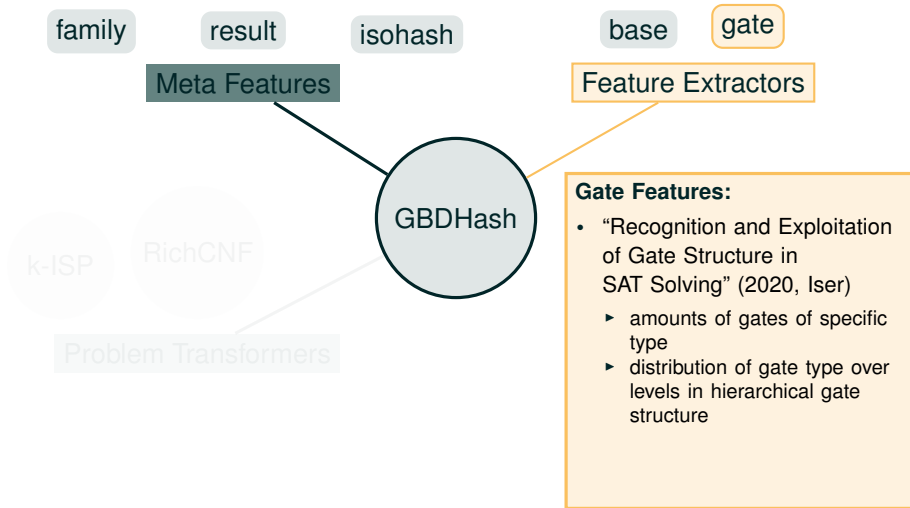 family
result
isohash
base
gate
Meta Features
Feature Extractors
GBDHash
k-ISP
RichCNF
Problem Transformers
Gate Features:
• “Recognition and Exploitation
of Gate Structure in
SAT Solving” (2020, Iser)
► amounts of gates of specific
type
► distribution of gate type over
levels in hierarchical gate
structure